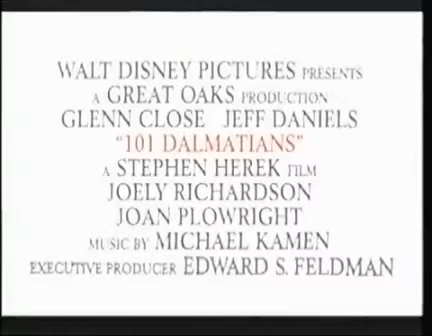 WALT DISNEY PICTURES PRESENTS
A GREAT OAKS PRODUCTION
GLENN CLOSE JEFF DANIELS
"101 DALMATIANS"
A STEPHEN HEREK FILM
JOELY RICHARDSON
JOAN PLOWRIGHT
MUSIC BY MICHAEL KAMEN
EXECUTIVE PRODUCER EDWARD S. FELDMAN